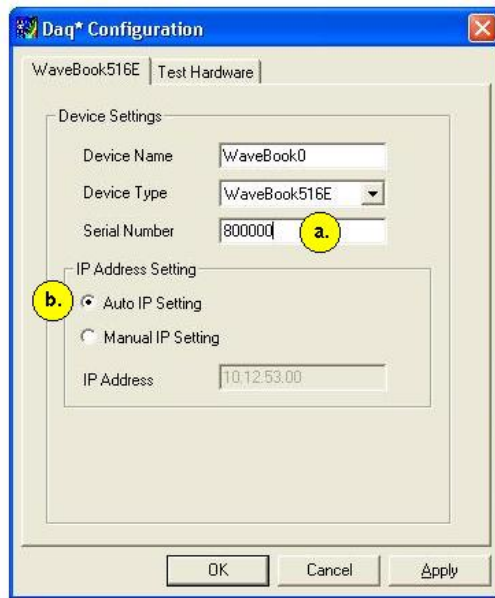 Daq* Configuration
WaveBook516E Test Hardware
Device Settings
Device Name WaveBook0
Device Type WaveBook516E
Serial Number 800000 a.
IP Address Setting
b. Auto IP Setting
Manual IP Setting
IP Address 10.12.53.00
OK Cancel Apply